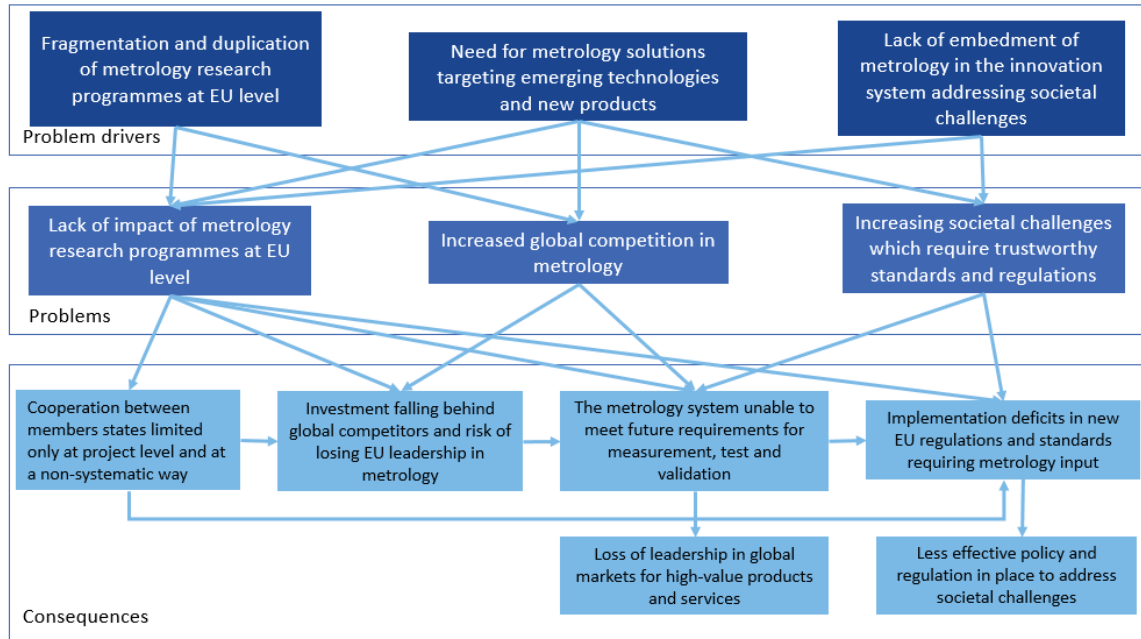 Fragmentation and duplication
of metrology research
programmes at EU level
Need for metrology solutions
targeting emerging technologies
and new products
Lack of embedment of
metrology in the innovation
system addressing societal
challenges
Problem drivers
Lack of impact of metrology
research programmes at EU
level
Increased global competition in
metrology
Increasing societal challenges
which require trustworthy
standards and regulations
Problems
Cooperation between
members states limited
only at project level and at
a non-systematic way
Investment falling behind
global competitors and risk of
losing EU leadership in
metrology
The metrology system unable to
meet future requirements for
measurement, test and
validation
Implementation deficits in new
EU regulations and standards
requiring metrology input
Loss of leadership in global
markets for high-value products
and services
Less effective policy and
regulation in place to address
societal challenges
Consequences